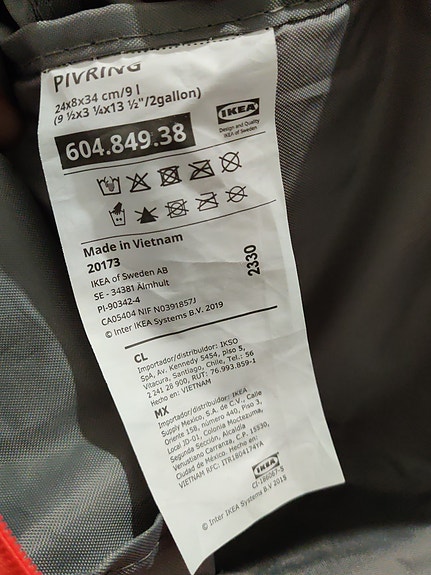 PIVRING
24x8x34 cm/9 l
(9 ½x3 ¼x13 ½"/2gallon)
IKEA
Design and Quality
IKEA of Sweden
604.849.38
Made in Vietnam
20173
2330
IKEA of Sweden AB
SE - 34381 Älmhult
PI-90342-4
CA05404 NIF N0391857J
© Inter IKEA Systems B.V. 2019
CL
Importador/distribuidor: IKSO
SpA, Av. Kennedy 5454, piso 5,
Vitacura, Santiago, Chile, Tel.: 56
2 241 28 900, RUT: 76.993.859-1
Hecho en: VIETNAM
MX
Importador/distribuidor: IKEA
Supply Mexico, S.A. de C.V., Calle
Oriente 158, número 440, Piso 3,
Local JD-01, Colonia Moctezuma,
Segunda Sección, Alcaldía
Venustiano Carranza, C.P. 15530,
Ciudad de México. Hecho en:
VIETNAM RFC: ITR1804174YA
IKEA
CI-186067-5
© Inter IKEA Systems B.V 2018